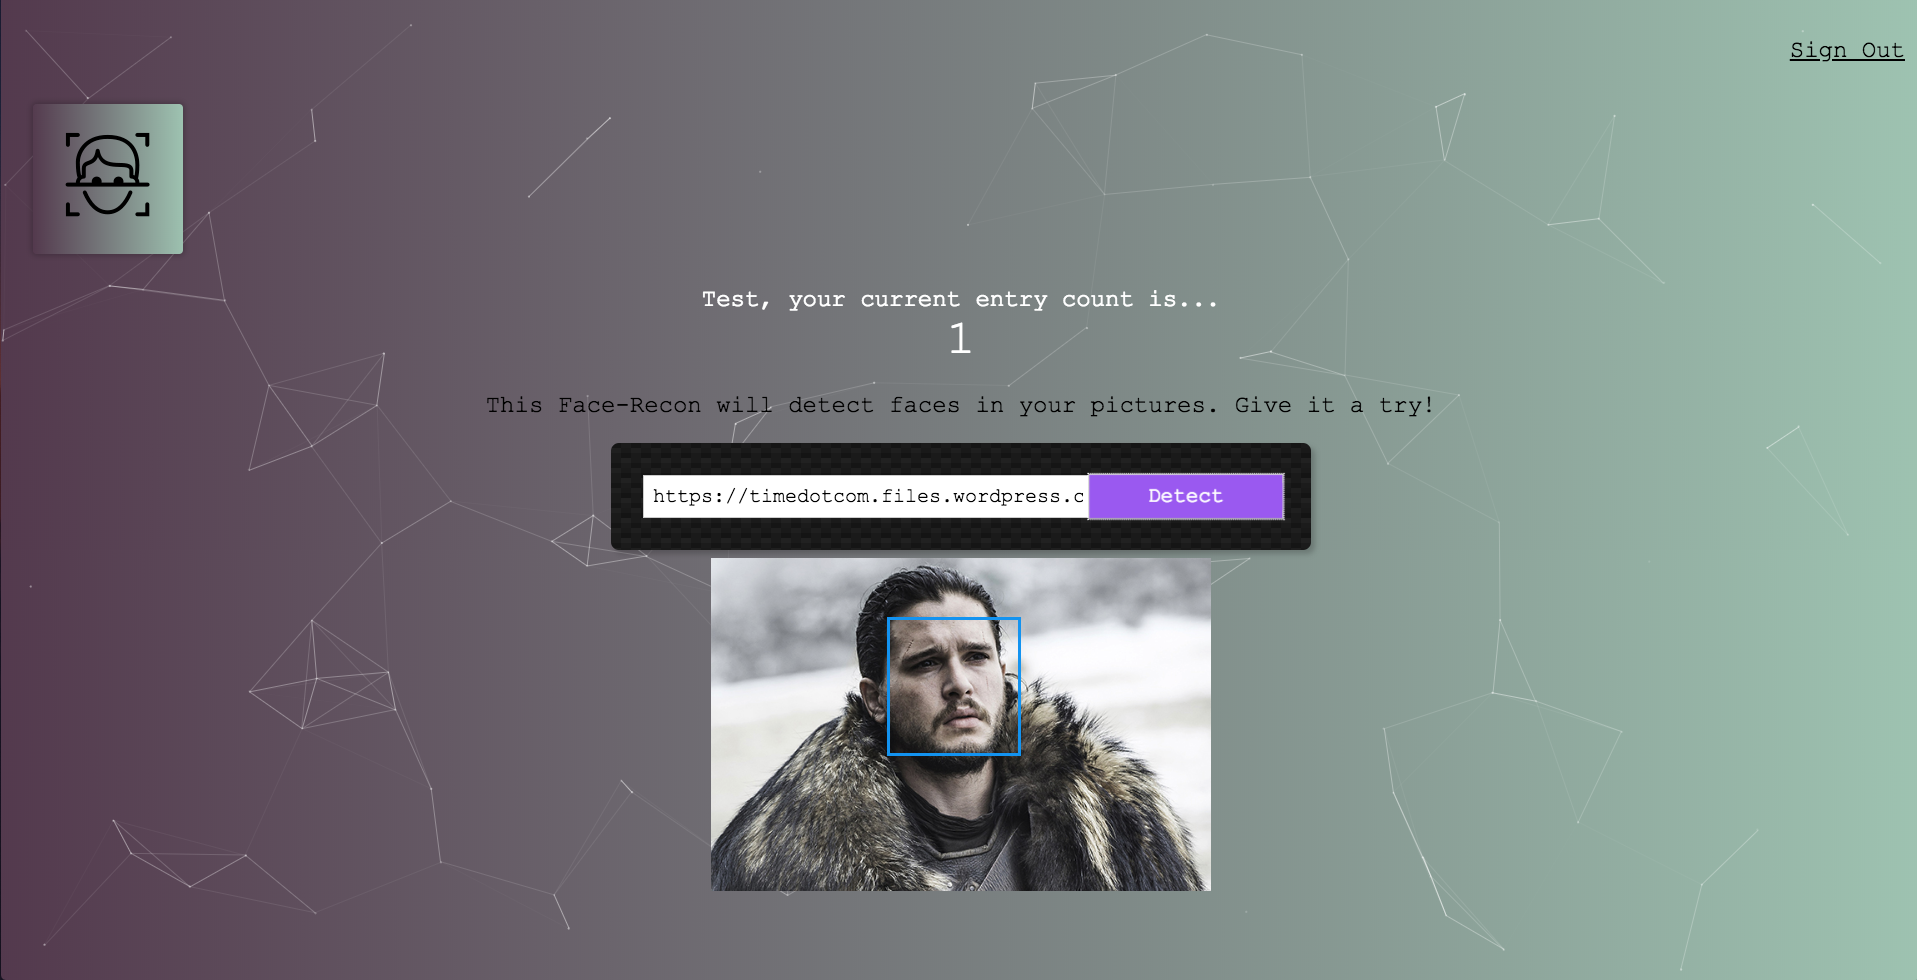 Sign Out
Test, your current entry count is...
1
This Face-Recon will detect faces in your pictures. Give it a try!
https://timedotcom.files.wordpress.c
Detect